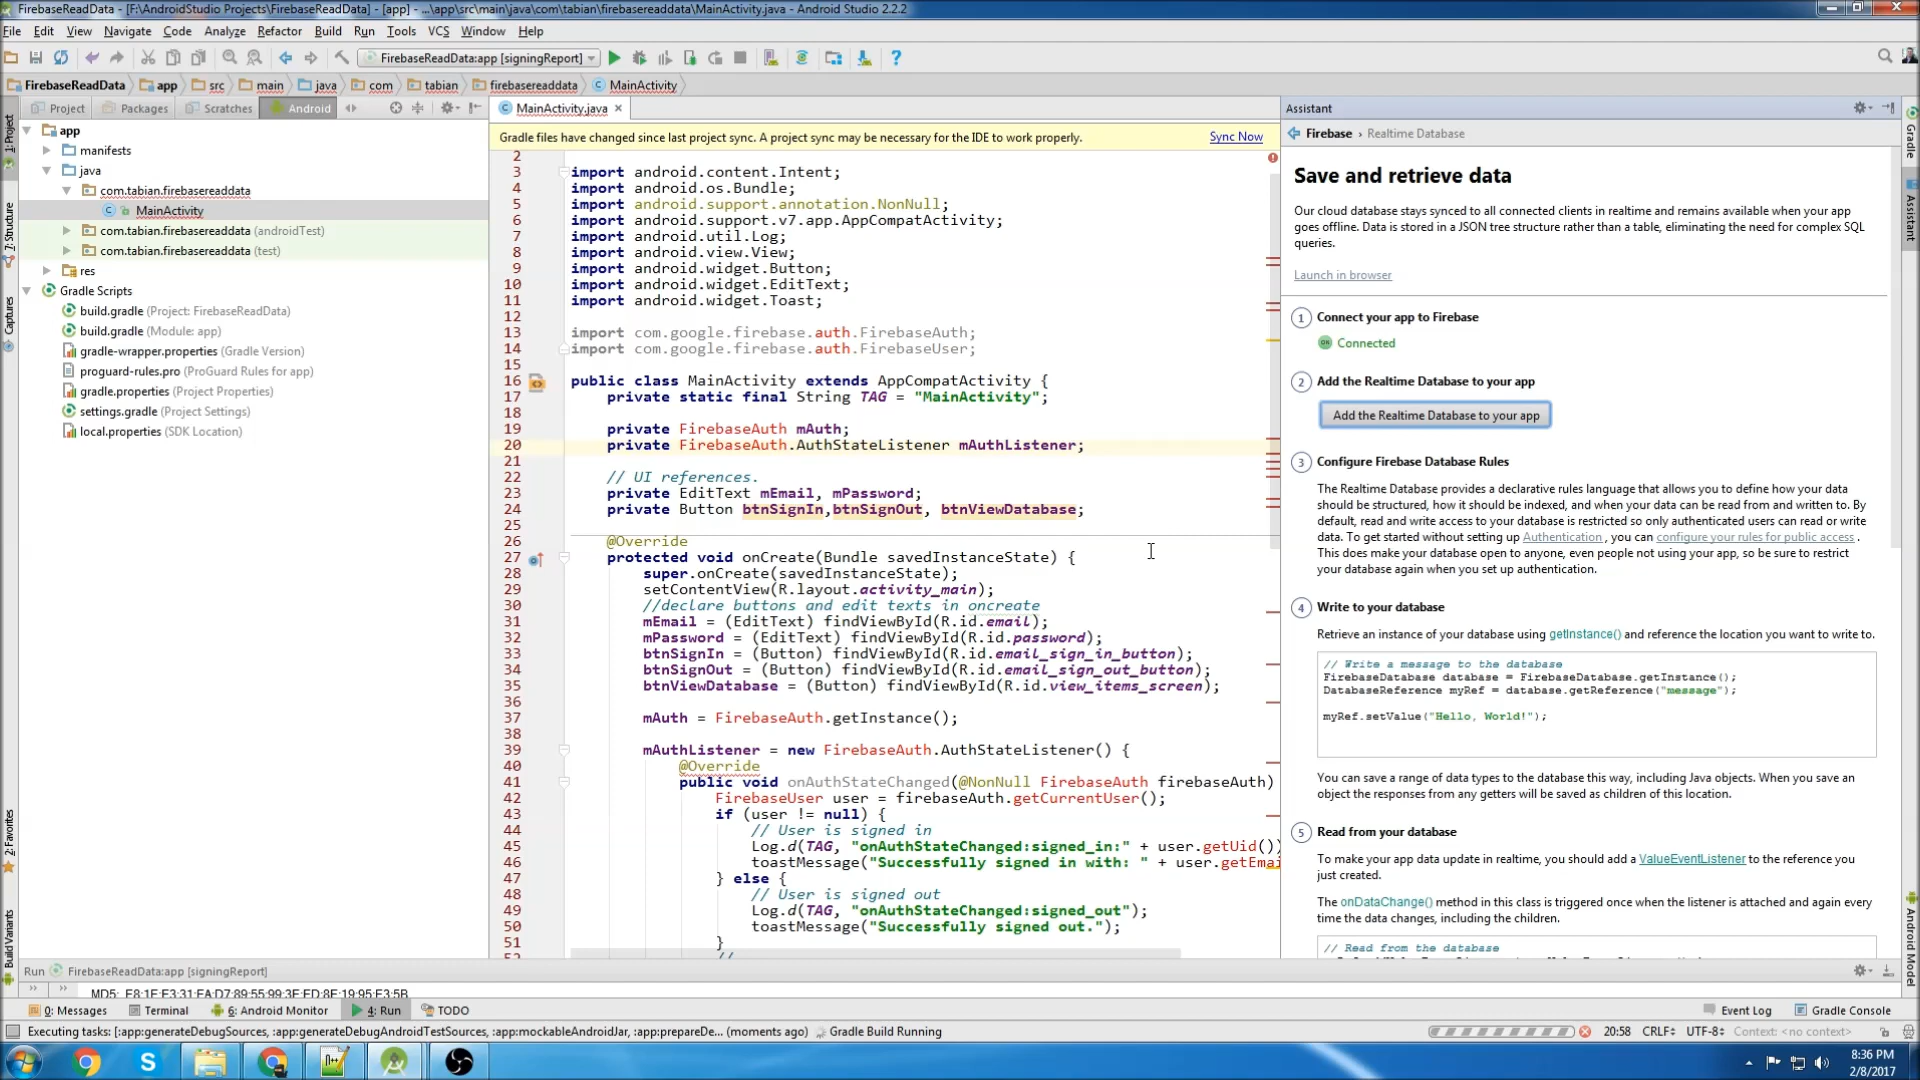 FirebaseReadData - [F:\AndroidStudio Projects\FirebaseReadData] - [app] - ...\app\src\main\java\com\tabian\firebasereaddata\MainActivity.java - Android Studio 2.2.2
File Edit View Navigate Code Analyze Refactor Build Run Tools VCS Window Help
FirebaseReadData:app [signingReport]
FirebaseReadData app src main java com tabian firebasereaddata MainActivity
Project Packages Scratches Android
MainActivity.java
Assistant
Gradle files have changed since last project sync. A project sync may be necessary for the IDE to work properly. Sync Now
1: Project
7: Structure
Captures
2: Favorites
Build Variants
app
manifests
java
com.tabian.firebasereaddata
MainActivity
com.tabian.firebasereaddata (androidTest)
com.tabian.firebasereaddata (test)
res
Gradle Scripts
build.gradle (Project: FirebaseReadData)
build.gradle (Module: app)
gradle-wrapper.properties (Gradle Version)
proguard-rules.pro (ProGuard Rules for app)
gradle.properties (Project Properties)
settings.gradle (Project Settings)
local.properties (SDK Location)
2
3 import android.content.Intent;
4 import android.os.Bundle;
5 import android.support.annotation.NonNull;
6 import android.support.v7.app.AppCompatActivity;
7 import android.util.Log;
8 import android.view.View;
9 import android.widget.Button;
10 import android.widget.EditText;
11 import android.widget.Toast;
12
13 import com.google.firebase.auth.FirebaseAuth;
14 import com.google.firebase.auth.FirebaseUser;
15
16 public class MainActivity extends AppCompatActivity {
17 private static final String TAG = "MainActivity";
18
19 private FirebaseAuth mAuth;
20 private FirebaseAuth.AuthStateListener mAuthListener;
21
22 // UI references.
23 private EditText mEmail, mPassword;
24 private Button btnSignIn,btnSignOut, btnViewDatabase;
25
26 @Override
27 protected void onCreate(Bundle savedInstanceState) {
28 super.onCreate(savedInstanceState);
29 setContentView(R.layout.activity_main);
30 //declare buttons and edit texts in oncreate
31 mEmail = (EditText) findViewById(R.id.email);
32 mPassword = (EditText) findViewById(R.id.password);
33 btnSignIn = (Button) findViewById(R.id.email_sign_in_button);
34 btnSignOut = (Button) findViewById(R.id.email_sign_out_button);
35 btnViewDatabase = (Button) findViewById(R.id.view_items_screen);
36
37 mAuth = FirebaseAuth.getInstance();
38
39 mAuthListener = new FirebaseAuth.AuthStateListener() {
40 @Override
41 public void onAuthStateChanged(@NonNull FirebaseAuth firebaseAuth)
42 FirebaseUser user = firebaseAuth.getCurrentUser();
43 if (user != null) {
44 // User is signed in
45 Log.d(TAG, "onAuthStateChanged:signed_in:" + user.getUid())
46 toastMessage("Successfully signed in with: " + user.getEmai
47 } else {
48 // User is signed out
49 Log.d(TAG, "onAuthStateChanged:signed_out");
50 toastMessage("Successfully signed out.");
51 }
52 //
Firebase › Realtime Database
Save and retrieve data
Our cloud database stays synced to all connected clients in realtime and remains available when your app
goes offline. Data is stored in a JSON tree structure rather than a table, eliminating the need for complex SQL
queries.
Launch in browser
1 Connect your app to Firebase
Connected
2 Add the Realtime Database to your app
Add the Realtime Database to your app
3 Configure Firebase Database Rules
The Realtime Database provides a declarative rules language that allows you to define how your data
should be structured, how it should be indexed, and when your data can be read from and written to. By
default, read and write access to your database is restricted so only authenticated users can read or write
data. To get started without setting up Authentication , you can configure your rules for public access .
This does make your database open to anyone, even people not using your app, so be sure to restrict
your database again when you set up authentication.
4 Write to your database
Retrieve an instance of your database using getInstance() and reference the location you want to write to.
// Write a message to the database
FirebaseDatabase database = FirebaseDatabase.getInstance();
DatabaseReference myRef = database.getReference("message");
myRef.setValue("Hello, World!");
You can save a range of data types to the database this way, including Java objects. When you save an
object the responses from any getters will be saved as children of this location.
5 Read from your database
To make your app data update in realtime, you should add a ValueEventListener to the reference you
just created.
The onDataChange() method in this class is triggered once when the listener is attached and again every
time the data changes, including the children.
// Read from the database
Gradle
Assistant
Android Model
Run FirebaseReadData:app [signingReport]
MD5: E8:1E:E3:31:EA:D7:89:55:99:3E:ED:8E:19:95:E3:5B
0: Messages Terminal 6: Android Monitor 4: Run TODO Event Log Gradle Console
Executing tasks: [:app:generateDebugSources, :app:generateDebugAndroidTestSources, :app:mockableAndroidJar, :app:prepareDe... (moments ago) Gradle Build Running 20:58 CRLF UTF-8 Context: <no context>
8:36 PM
2/8/2017